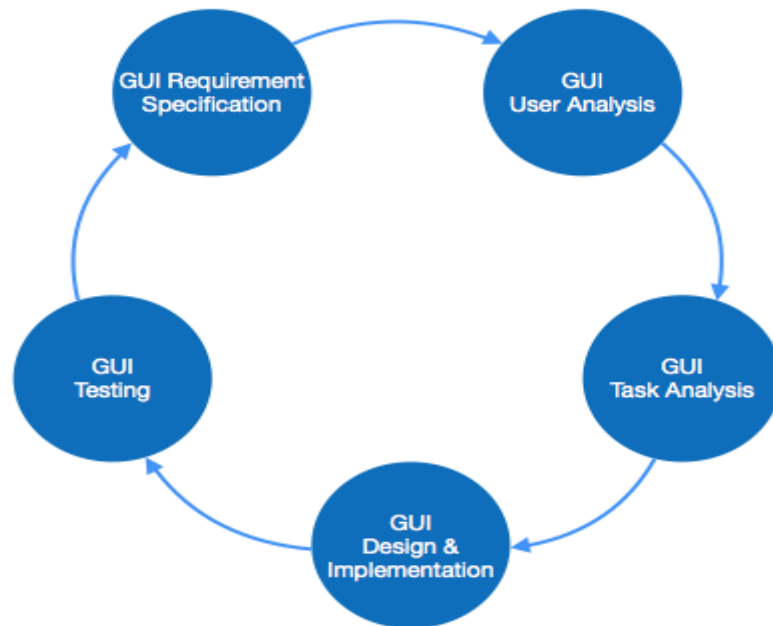 GUI Requirement
Specification
GUI
User Analysis
GUI
Task Analysis
GUI
Design &
Implementation
GUI
Testing